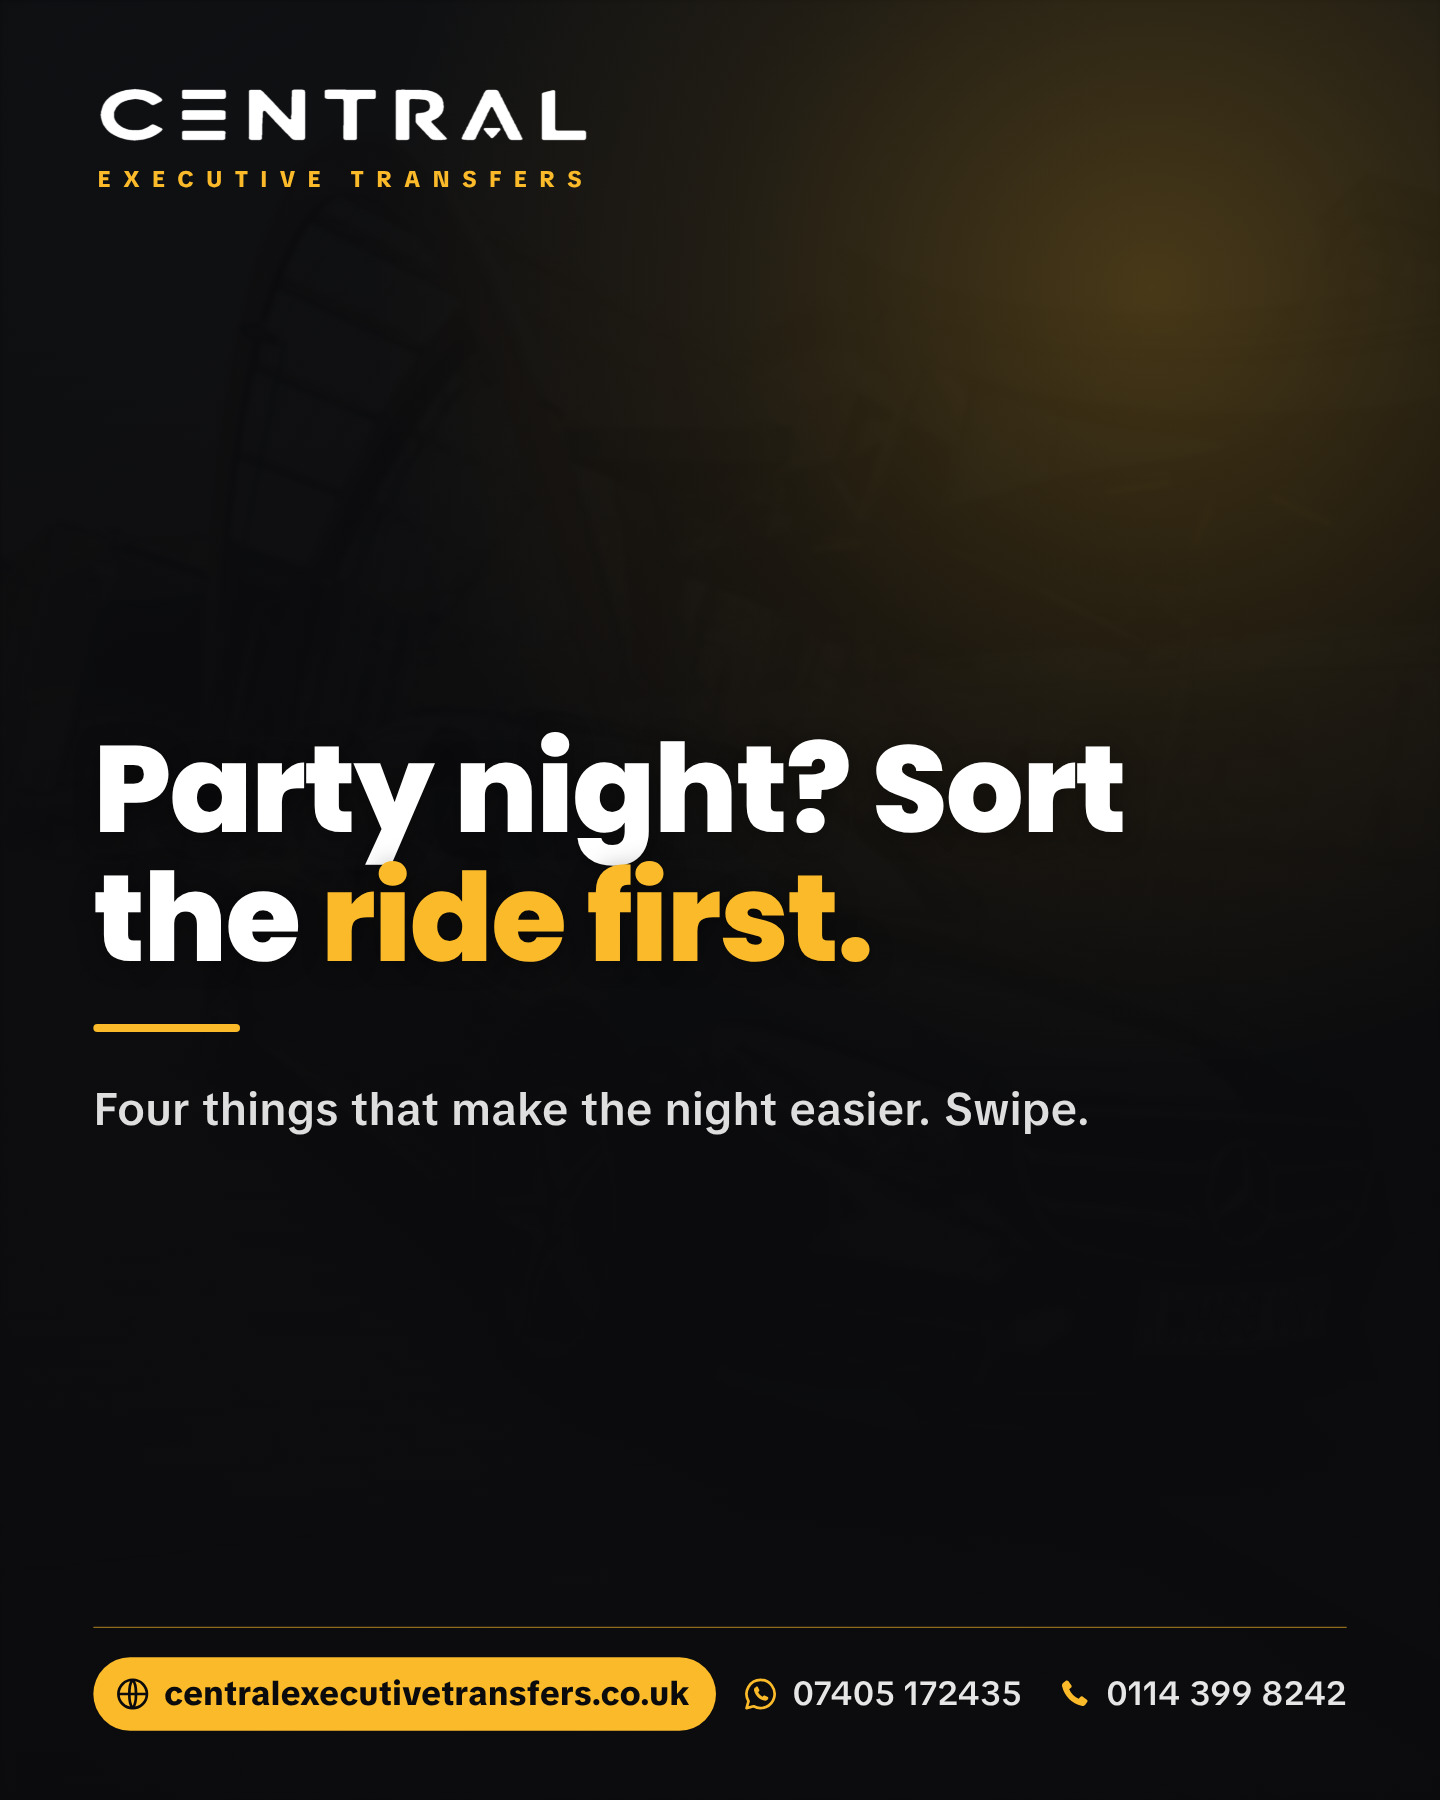 CENTRAL
EXECUTIVE TRANSFERS
Party night? Sort
the ride first.
Four things that make the night easier. Swipe.
centralexecutivetransfers.co.uk 07405 172435 0114 399 8242